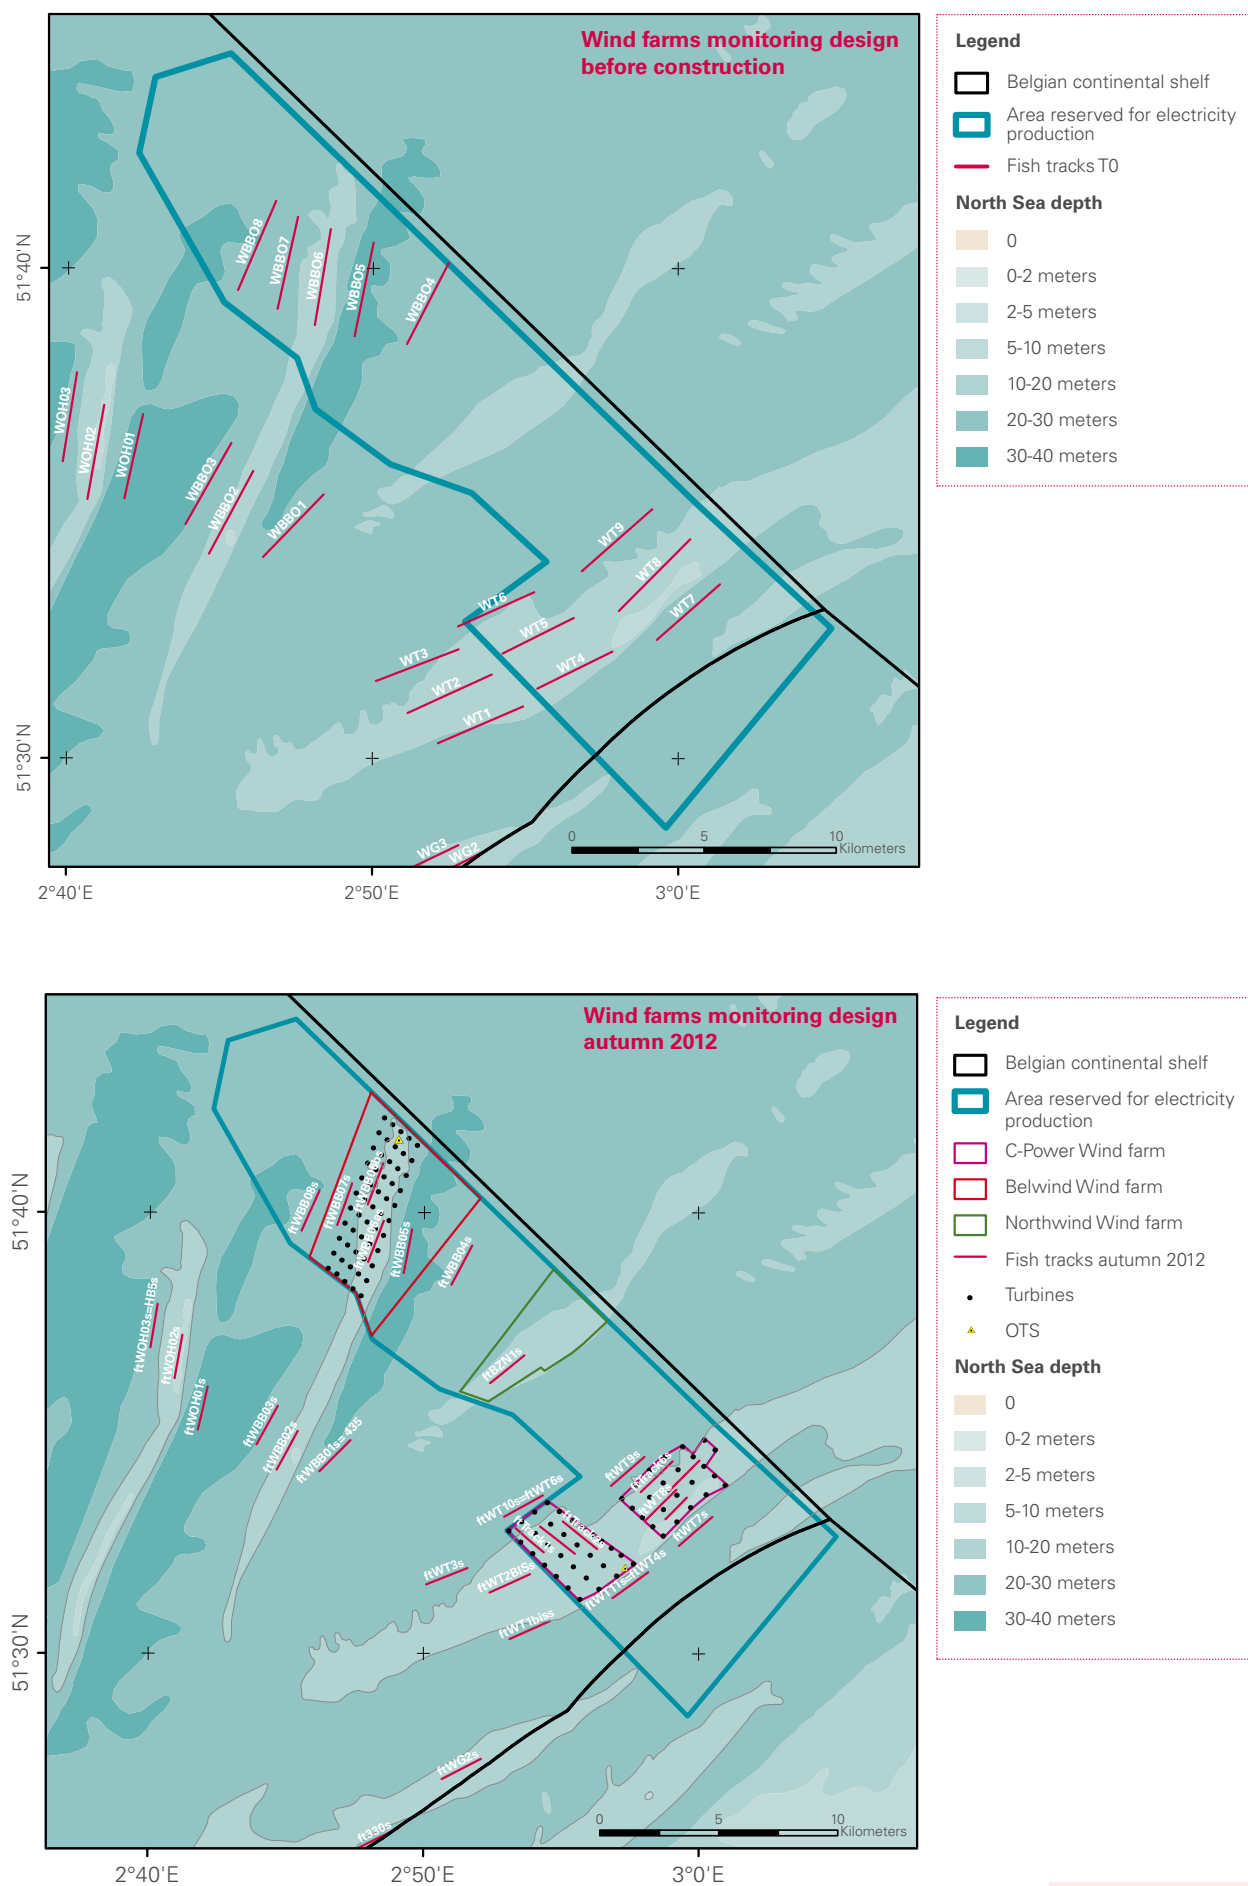 Wind farms monitoring design
before construction
WBBO8
WBBO7
WBBO6
WBBO5
WBBO4
WOH03
WOH02
WOH01
WBBO3
WBBO2
WBBO1
WT9
WT8
WT7
WT6
WT5
WT4
WT3
WT2
WT1
WG3
WG2
51°40'N
51°30'N
2°40'E
2°50'E
3°0'E
0 5 10
Kilometers
Legend
Belgian continental shelf
Area reserved for electricity
production
Fish tracks T0
North Sea depth
0
0-2 meters
2-5 meters
5-10 meters
10-20 meters
20-30 meters
30-40 meters
Wind farms monitoring design
autumn 2012
ftWBB08s
ftWBB07s
ftWBB05s
ftWBB04s
ftWOH03s=HB5s
ftWOH02s
ftWOH01s
ftWBB03s
ftWBB02s
ftWBB01s= 435
ftBZN1s
ftWT9s
ftWT8s
ftWT7s
ftWT10s=ftWT6s
ftWT3s
ftWT2BISs
ftWT1biss
ftWT11s=ftWT4s
ftWG2s
ft330s
51°40'N
51°30'N
2°40'E
2°50'E
3°0'E
0 5 10
Kilometers
Legend
Belgian continental shelf
Area reserved for electricity
production
C-Power Wind farm
Belwind Wind farm
Northwind Wind farm
Fish tracks autumn 2012
Turbines
OTS
North Sea depth
0
0-2 meters
2-5 meters
5-10 meters
10-20 meters
20-30 meters
30-40 meters